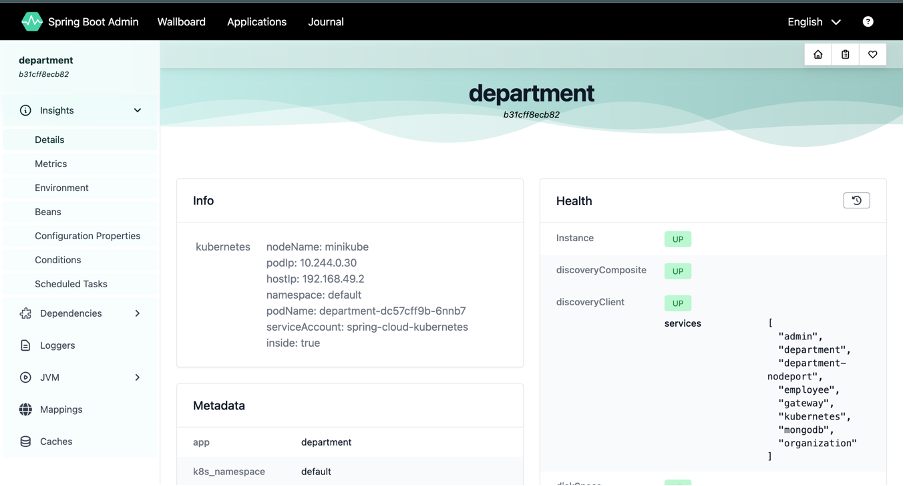 Spring Boot Admin Wallboard Applications Journal English
department
b31cff8ecb82
Insights
Details
Metrics
Environment
Beans
Configuration Properties
Conditions
Scheduled Tasks
Dependencies
Loggers
JVM
Mappings
Caches
department
b31cff8ecb82
Info
kubernetes nodeName: minikube
podIp: 10.244.0.30
hostIp: 192.168.49.2
namespace: default
podName: department-dc57cff9b-6nnb7
serviceAccount: spring-cloud-kubernetes
inside: true
Metadata
app department
k8s_namespace default
Health
Instance UP
discoveryComposite UP
discoveryClient UP
services [
"admin",
"department",
"department-
nodeport",
"employee",
"gateway",
"kubernetes",
"mongodb",
"organization"
]